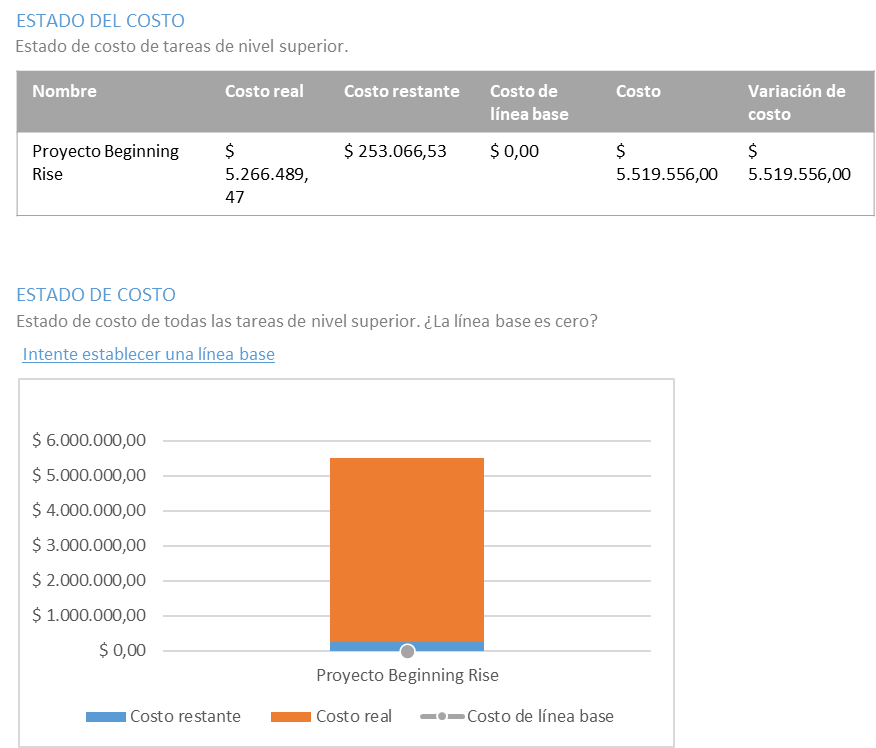 ESTADO DEL COSTO
Estado de costo de tareas de nivel superior.
Nombre Costo real Costo restante Costo de línea base Costo Variación de costo
Proyecto Beginning Rise $ 5.266.489,47 $ 253.066,53 $ 0,00 $ 5.519.556,00 $ 5.519.556,00
ESTADO DE COSTO
Estado de costo de todas las tareas de nivel superior. ¿La línea base es cero?
Intente establecer una línea base
$ 6.000.000,00
$ 5.000.000,00
$ 4.000.000,00
$ 3.000.000,00
$ 2.000.000,00
$ 1.000.000,00
$ 0,00
Proyecto Beginning Rise
Costo restante Costo real Costo de línea base